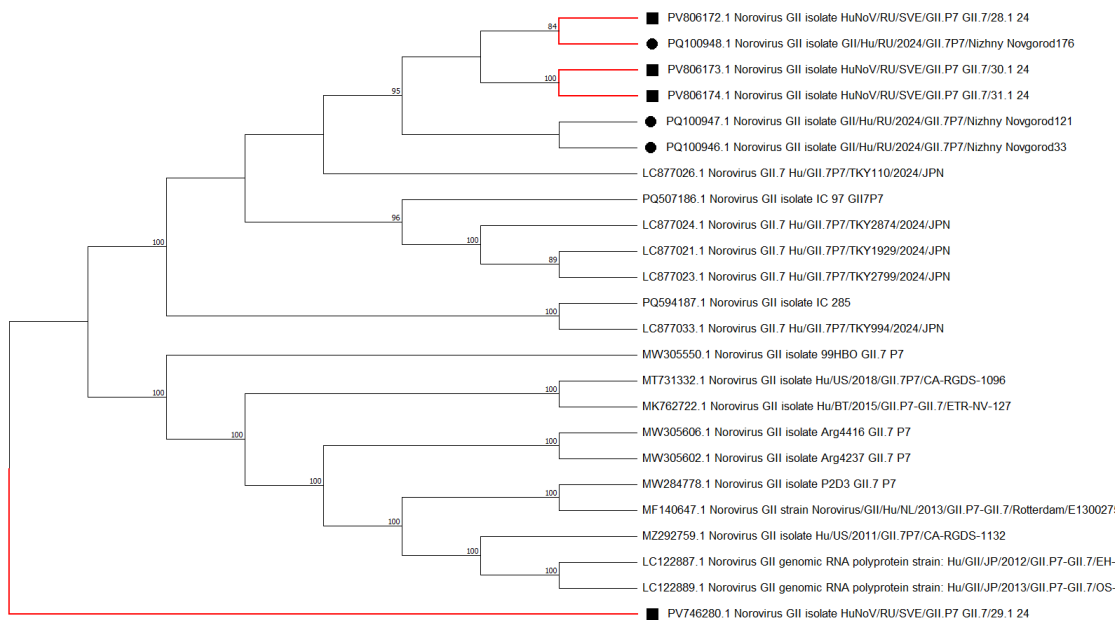 84
PV806172.1 Norovirus GII isolate HuNoV/RU/SVE/GII.P7 GII.7/28.1 24
PQ100948.1 Norovirus GII isolate GII/Hu/RU/2024/GII.7P7/Nizhny Novgorod176
100
PV806173.1 Norovirus GII isolate HuNoV/RU/SVE/GII.P7 GII.7/30.1 24
95
PV806174.1 Norovirus GII isolate HuNoV/RU/SVE/GII.P7 GII.7/31.1 24
PQ100947.1 Norovirus GII isolate GII/Hu/RU/2024/GII.7P7/Nizhny Novgorod121
PQ100946.1 Norovirus GII isolate GII/Hu/RU/2024/GII.7P7/Nizhny Novgorod33
LC877026.1 Norovirus GII.7 Hu/GII.7P7/TKY110/2024/JPN
PQ507186.1 Norovirus GII isolate IC 97 GII7P7
96
LC877024.1 Norovirus GII.7 Hu/GII.7P7/TKY2874/2024/JPN
100
100
LC877021.1 Norovirus GII.7 Hu/GII.7P7/TKY1929/2024/JPN
89
LC877023.1 Norovirus GII.7 Hu/GII.7P7/TKY2799/2024/JPN
PQ594187.1 Norovirus GII isolate IC 285
100
LC877033.1 Norovirus GII.7 Hu/GII.7P7/TKY994/2024/JPN
MW305550.1 Norovirus GII isolate 99HBO GII.7 P7
MT731332.1 Norovirus GII isolate Hu/US/2018/GII.7P7/CA-RGDS-1096
100
100
MK762722.1 Norovirus GII isolate Hu/BT/2015/GII.P7-GII.7/ETR-NV-127
MW305606.1 Norovirus GII isolate Arg4416 GII.7 P7
100
100
MW305602.1 Norovirus GII isolate Arg4237 GII.7 P7
MW284778.1 Norovirus GII isolate P2D3 GII.7 P7
100
100
MF140647.1 Norovirus GII strain Norovirus/GII/Hu/NL/2013/GII.P7-GII.7/Rotterdam/E130027
100
MZ292759.1 Norovirus GII isolate Hu/US/2011/GII.7P7/CA-RGDS-1132
LC122887.1 Norovirus GII genomic RNA polyprotein strain: Hu/GII/JP/2012/GII.P7-GII.7/EH-
100
LC122889.1 Norovirus GII genomic RNA polyprotein strain: Hu/GII/JP/2013/GII.P7-GII.7/OS-
PV746280.1 Norovirus GII isolate HuNoV/RU/SVE/GII.P7 GII.7/29.1 24